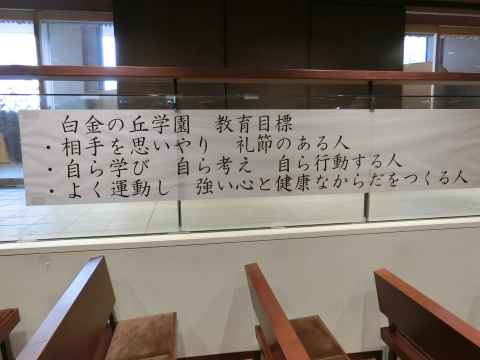 白金の丘学園　教育目標
・相手を思いやり　礼節のある人
・自ら学び　自ら考え　自ら行動する人
・よく運動し　強い心と健康なからだをつくる人